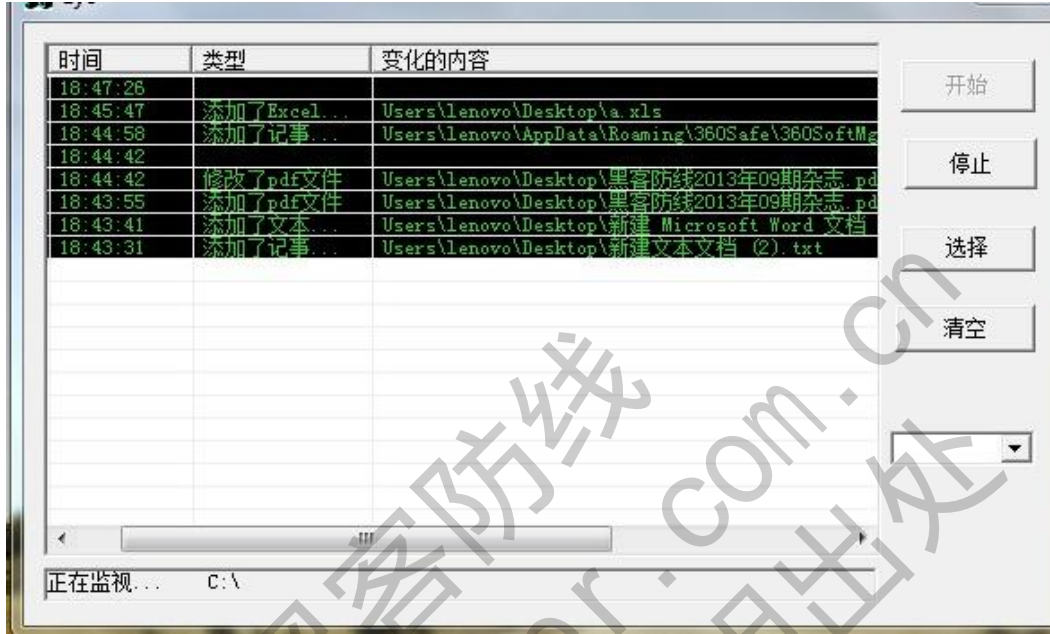 时间 类型 变化的内容
18:47:26
18:45:47 添加了Excel... Users\lenovo\Desktop\a.xls
18:44:58 添加了记事... Users\lenovo\AppData\Roaming\360Safe\360SoftMg
18:44:42
18:44:42 修改了pdf文件 Users\lenovo\Desktop\黑客防线2013年09期杂志.pd
18:43:55 添加了pdf文件 Users\lenovo\Desktop\黑客防线2013年09期杂志.pd
18:43:41 添加了文本... Users\lenovo\Desktop\新建 Microsoft Word 文档
18:43:31 添加了记事... Users\lenovo\Desktop\新建文本文档 (2).txt
开始
停止
选择
清空
正在监视... C:\
客防线
.com.cn
出处